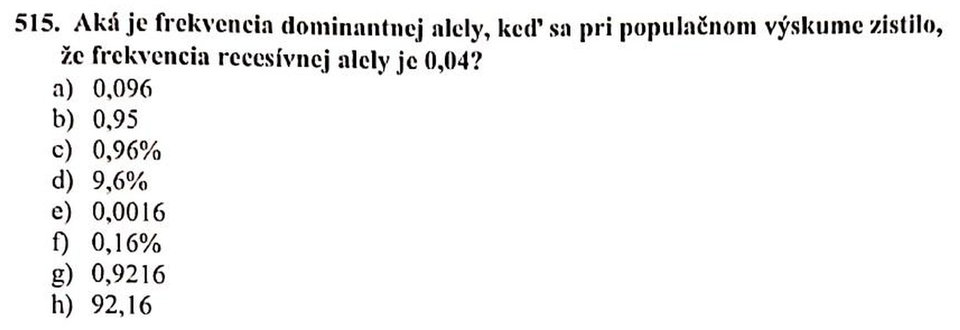 515. Aká je frekvencia dominantnej alely, keď sa pri populačnom výskume zistilo,
že frekvencia recesívnej alely je 0,04?
a) 0,096
b) 0,95
c) 0,96%
d) 9,6%
e) 0,0016
f) 0,16%
g) 0,9216
h) 92,16